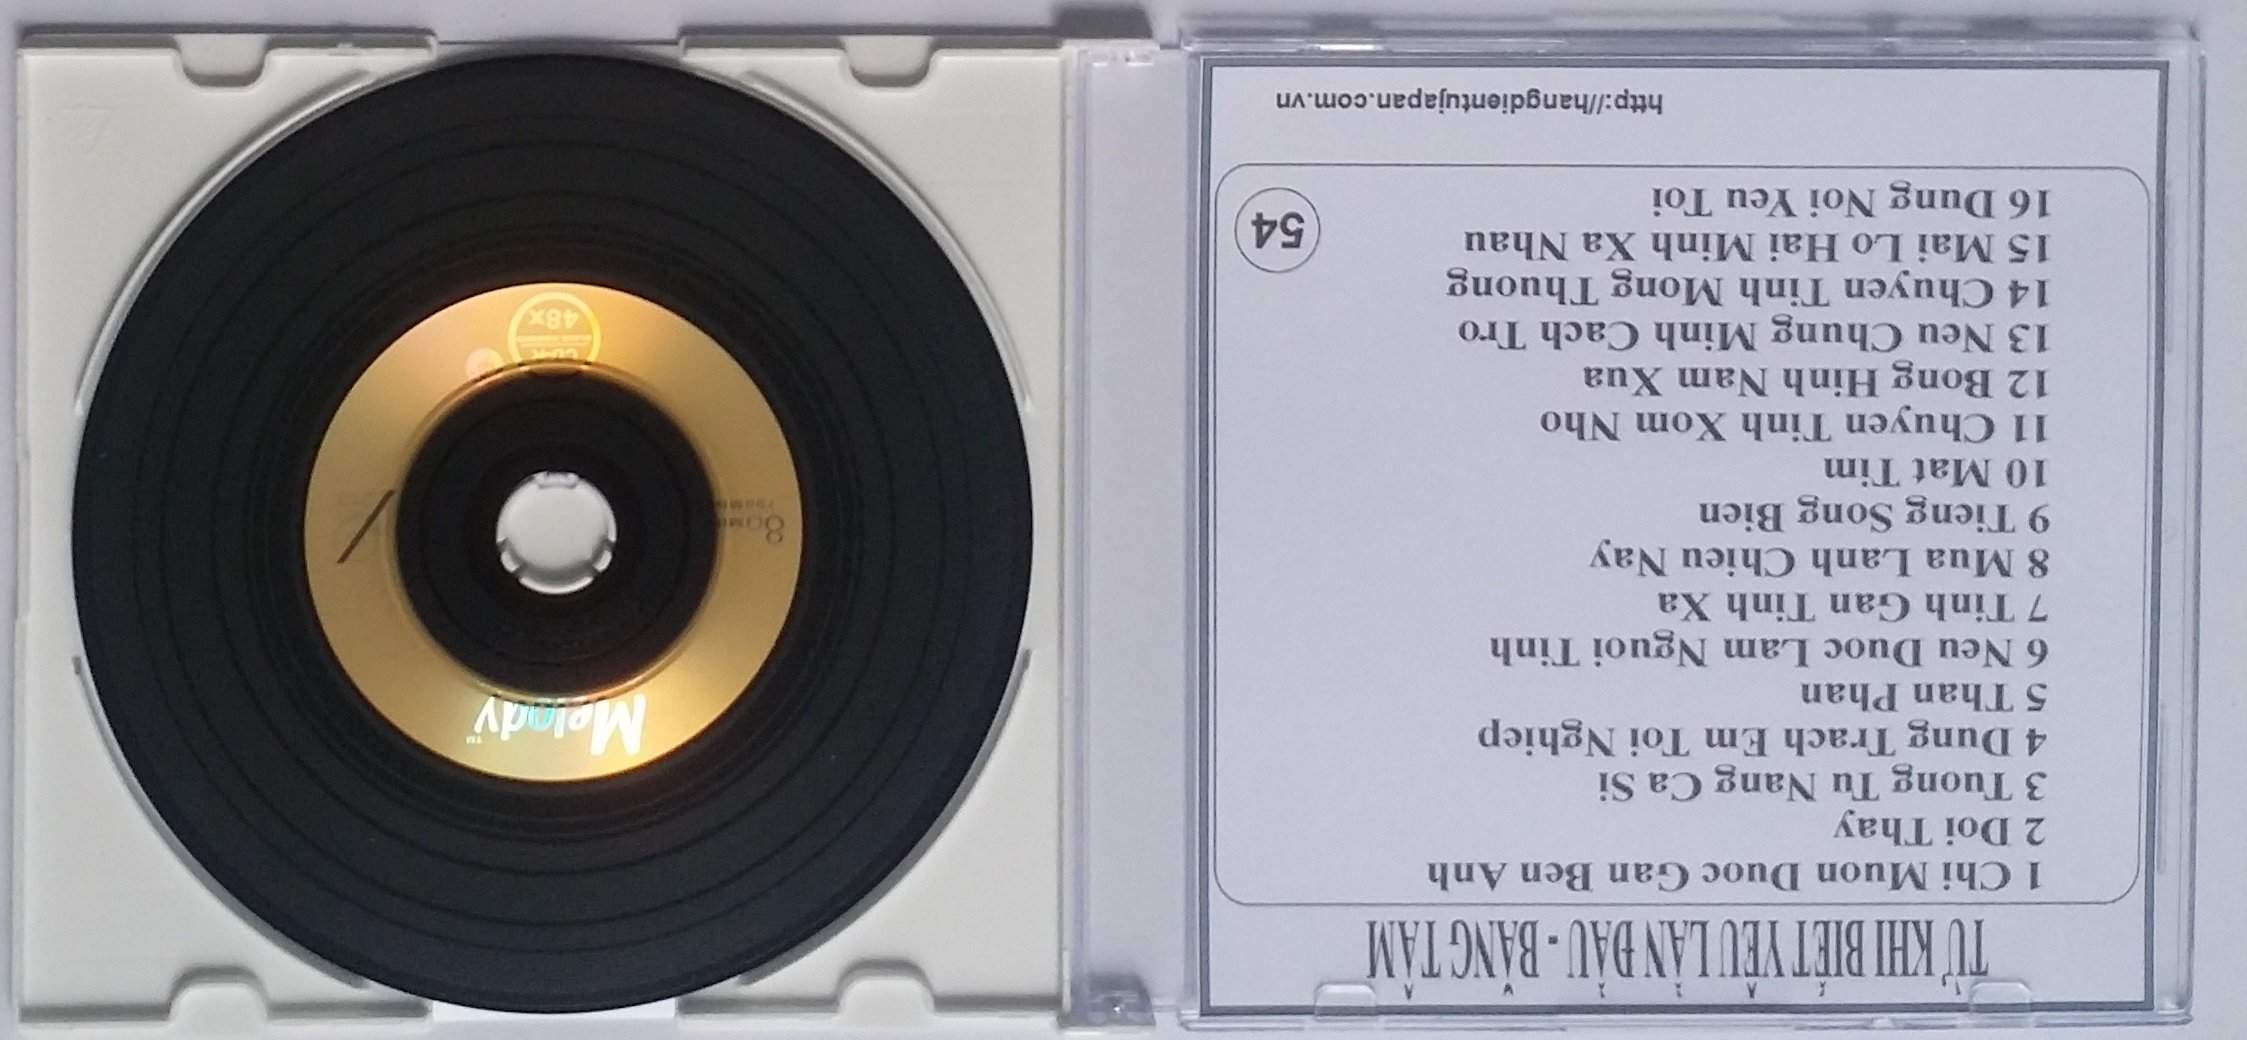 TỪ KHI BIẾT YÊU LẦN ĐẦU - BĂNG TÂM
1 Chi Muon Duoc Gan Ben Anh
2 Doi Thay
3 Tuong Tu Nang Ca Si
4 Dung Trach Em Toi Nghiep
5 Than Phan
6 Neu Duoc Lam Nguoi Tinh
7 Tinh Gan Tinh Xa
8 Mua Lanh Chieu Nay
9 Tieng Song Bien
10 Mat Tim
11 Chuyen Tinh Xom Nho
12 Bong Hinh Nam Xua
13 Neu Chung Minh Cach Tro
14 Chuyen Tinh Mong Thuong
15 Mai Lo Hai Minh Xa Nhau
16 Dung Noi Yeu Toi
54
http://hangdientujapan.com.vn
Melody™
CD-R
48x